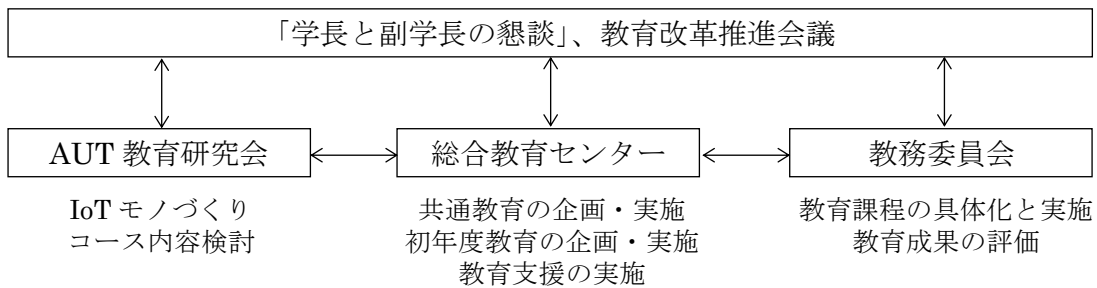 「学長と副学長の懇談」、教育改革推進会議
AUT 教育研究会
総合教育センター
教務委員会
IoT モノづくり
コース内容検討
共通教育の企画・実施
初年度教育の企画・実施
教育支援の実施
教育課程の具体化と実施
教育成果の評価